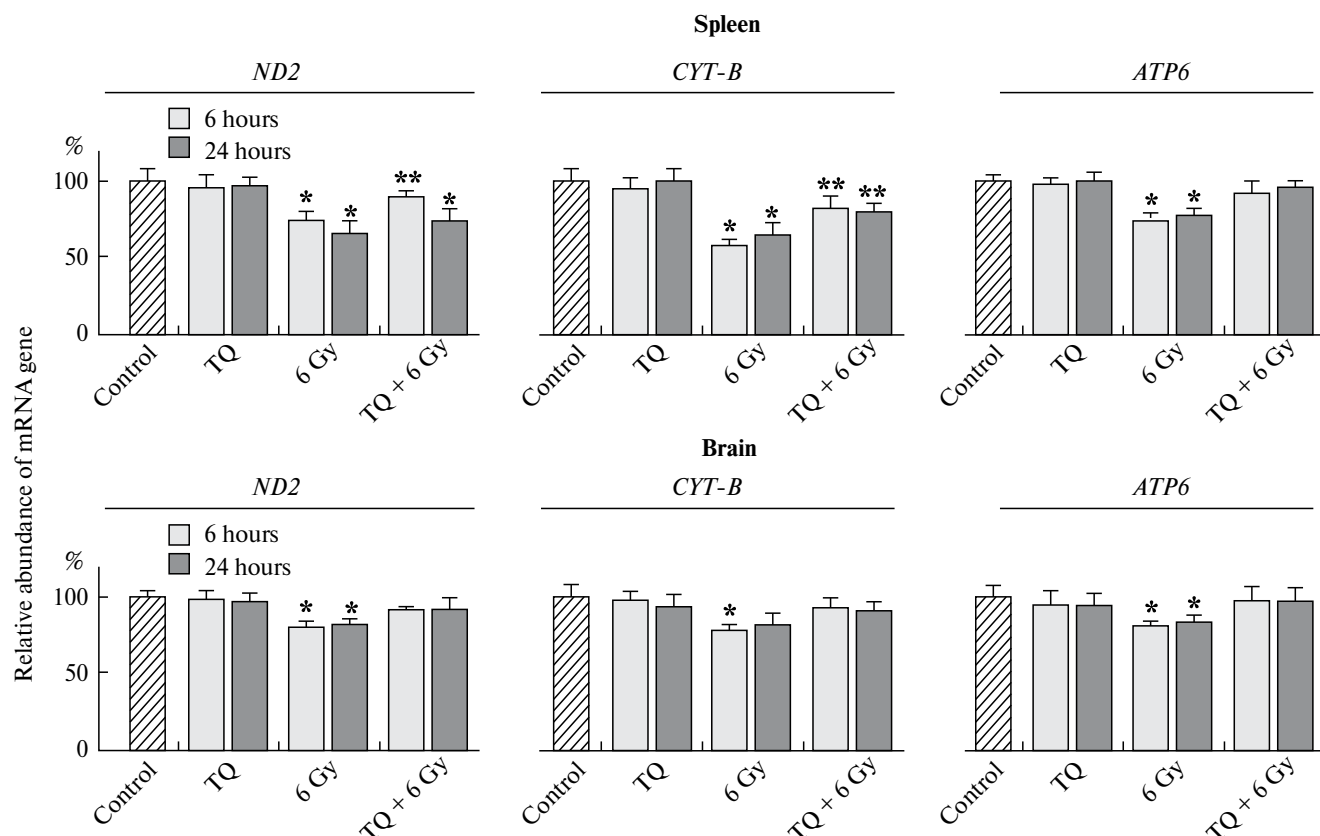 Spleen
ND2
CYT-B
ATP6
6 hours
24 hours
%
100
50
0
* * ** *
* * ** **
* *
Control TQ 6 Gy TQ + 6 Gy
Control TQ 6 Gy TQ + 6 Gy
Control TQ 6 Gy TQ + 6 Gy
Relative abundance of mRNA gene
Brain
ND2
CYT-B
ATP6
6 hours
24 hours
%
100
50
0
* *
*
* *
Control TQ 6 Gy TQ + 6 Gy
Control TQ 6 Gy TQ + 6 Gy
Control TQ 6 Gy TQ + 6 Gy